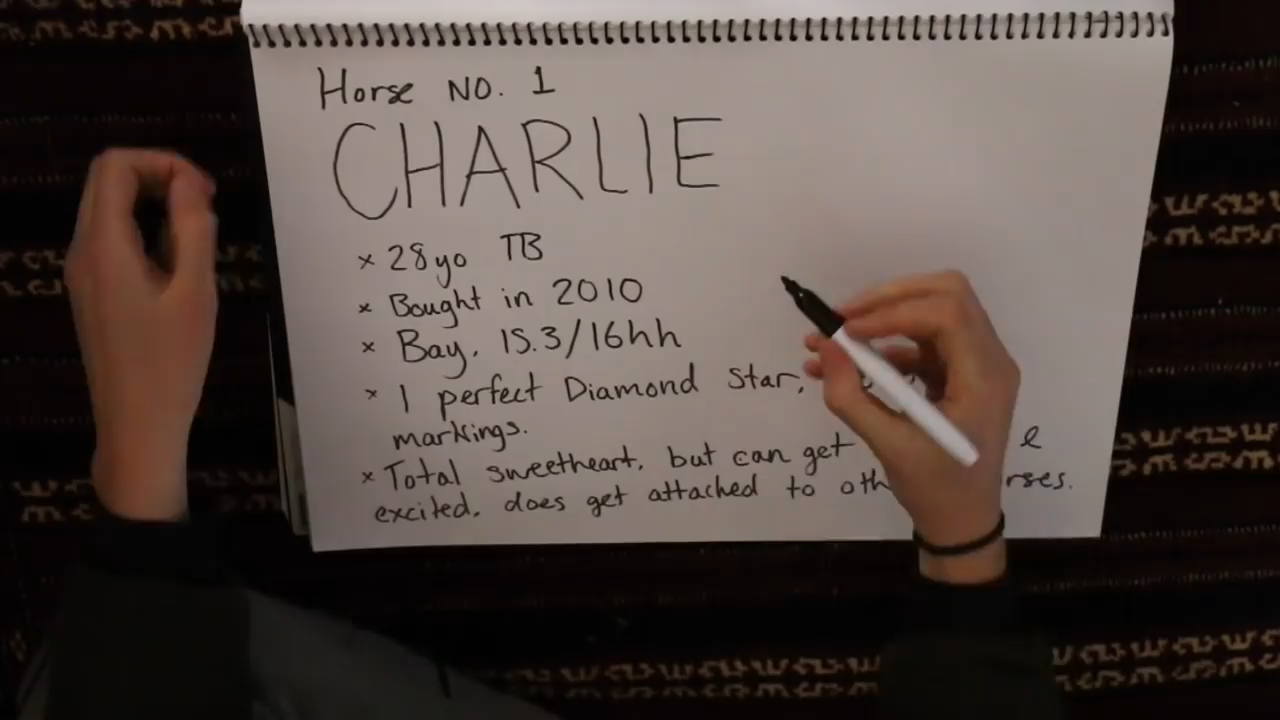 Horse NO. 1
CHARLIE
× 28yo TB
× Bought in 2010
× Bay. 15.3/16hh
× 1 perfect Diamond Star,
markings.
× Total sweetheart, but can get
excited. does get attached to